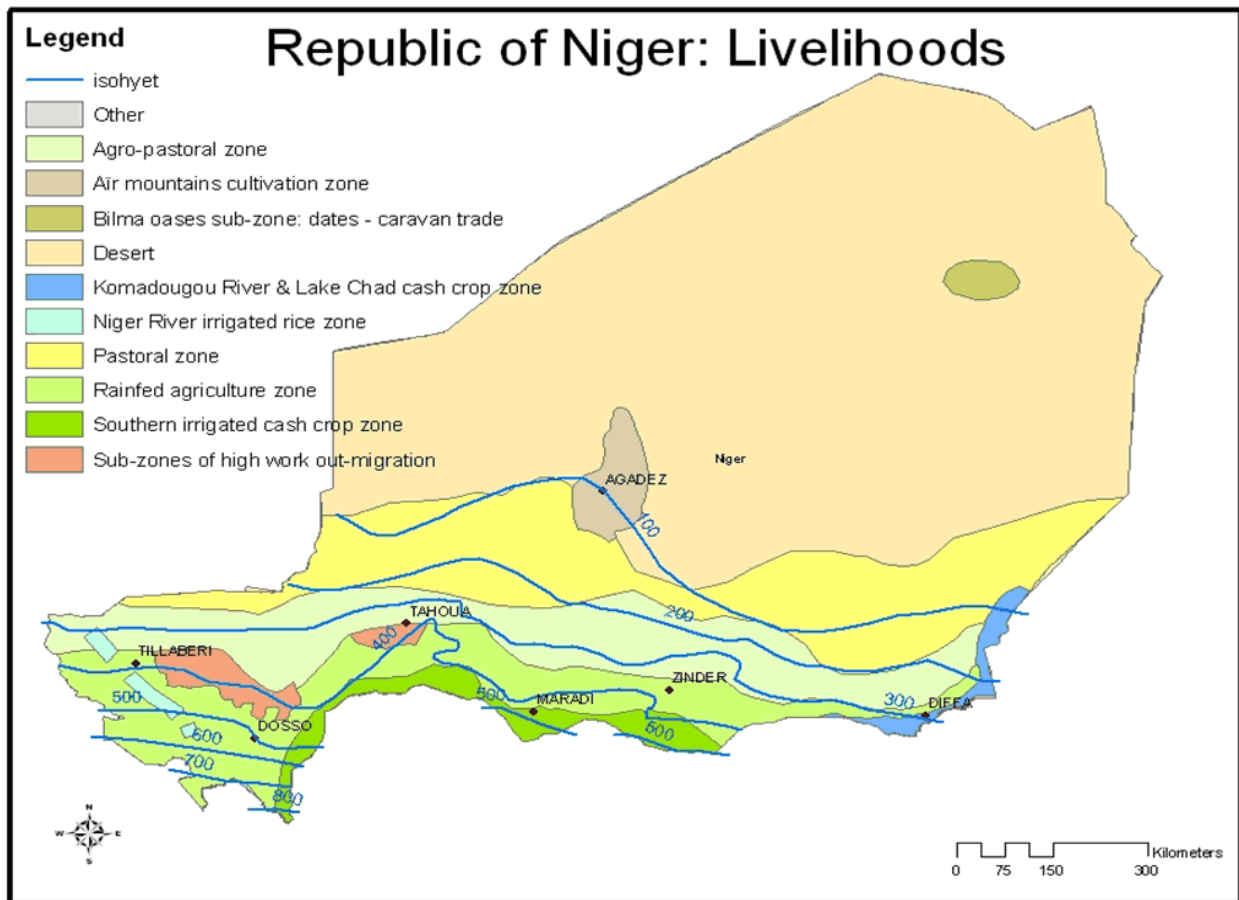 Legend
Republic of Niger: Livelihoods
isohyet
Other
Agro-pastoral zone
Aïr mountains cultivation zone
Bilma oases sub-zone: dates - caravan trade
Desert
Komadougou River & Lake Chad cash crop zone
Niger River irrigated rice zone
Pastoral zone
Rainfed agriculture zone
Southern irrigated cash crop zone
Sub-zones of high work out-migration
Niger
AGADEZ
100
200
TAHOUA
400
TILLABERI
ZINDER
500
500
MARADI
300
DIFFA
DOSSO
600
500
700
800
N
W
E
S
Kilometers
0 75 150 300